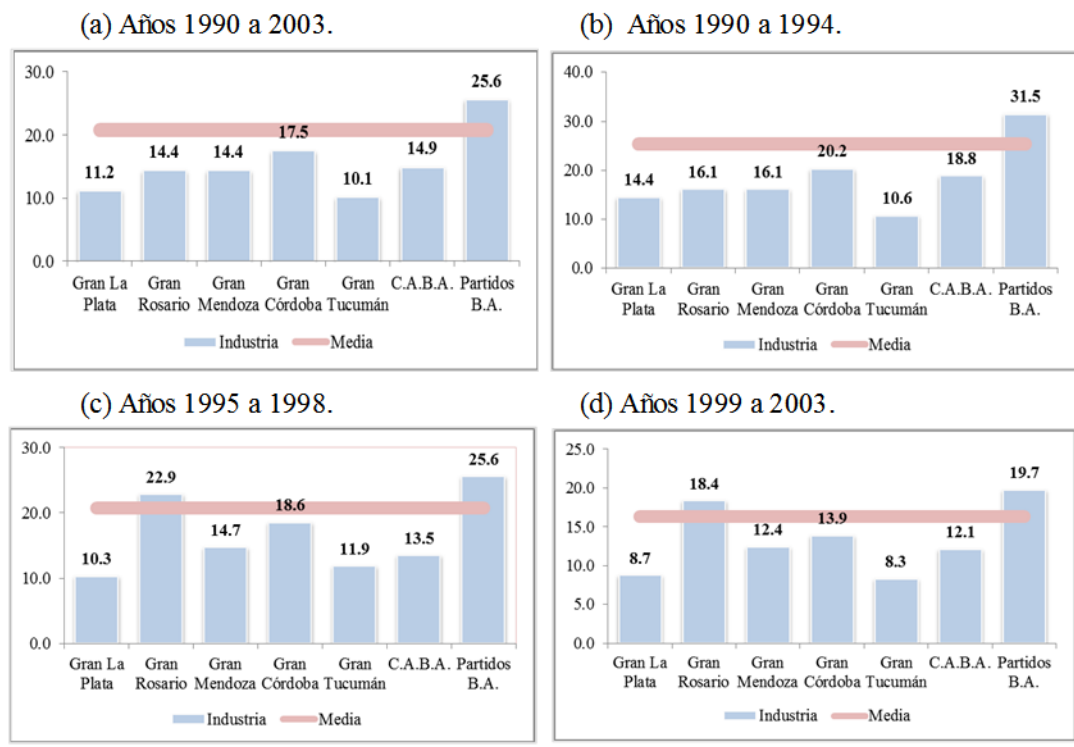 (a) Años 1990 a 2003.
30.0
20.0
10.0
0.0
11.2
14.4
14.4
17.5
10.1
14.9
25.6
Gran La Plata
Gran Rosario
Gran Mendoza
Gran Córdoba
Gran Tucumán
C.A.B.A.
Partidos B.A.
Industria
Media
(b) Años 1990 a 1994.
40.0
30.0
20.0
10.0
0.0
14.4
16.1
16.1
20.2
10.6
18.8
31.5
Gran La Plata
Gran Rosario
Gran Mendoza
Gran Córdoba
Gran Tucumán
C.A.B.A.
Partidos B.A.
Industria
Media
(c) Años 1995 a 1998.
30.0
20.0
10.0
0.0
10.3
22.9
14.7
18.6
11.9
13.5
25.6
Gran La Plata
Gran Rosario
Gran Mendoza
Gran Córdoba
Gran Tucumán
C.A.B.A.
Partidos B.A.
Industria
Media
(d) Años 1999 a 2003.
25.0
20.0
15.0
10.0
5.0
0.0
8.7
18.4
12.4
13.9
8.3
12.1
19.7
Gran La Plata
Gran Rosario
Gran Mendoza
Gran Córdoba
Gran Tucumán
C.A.B.A.
Partidos B.A.
Industria
Media